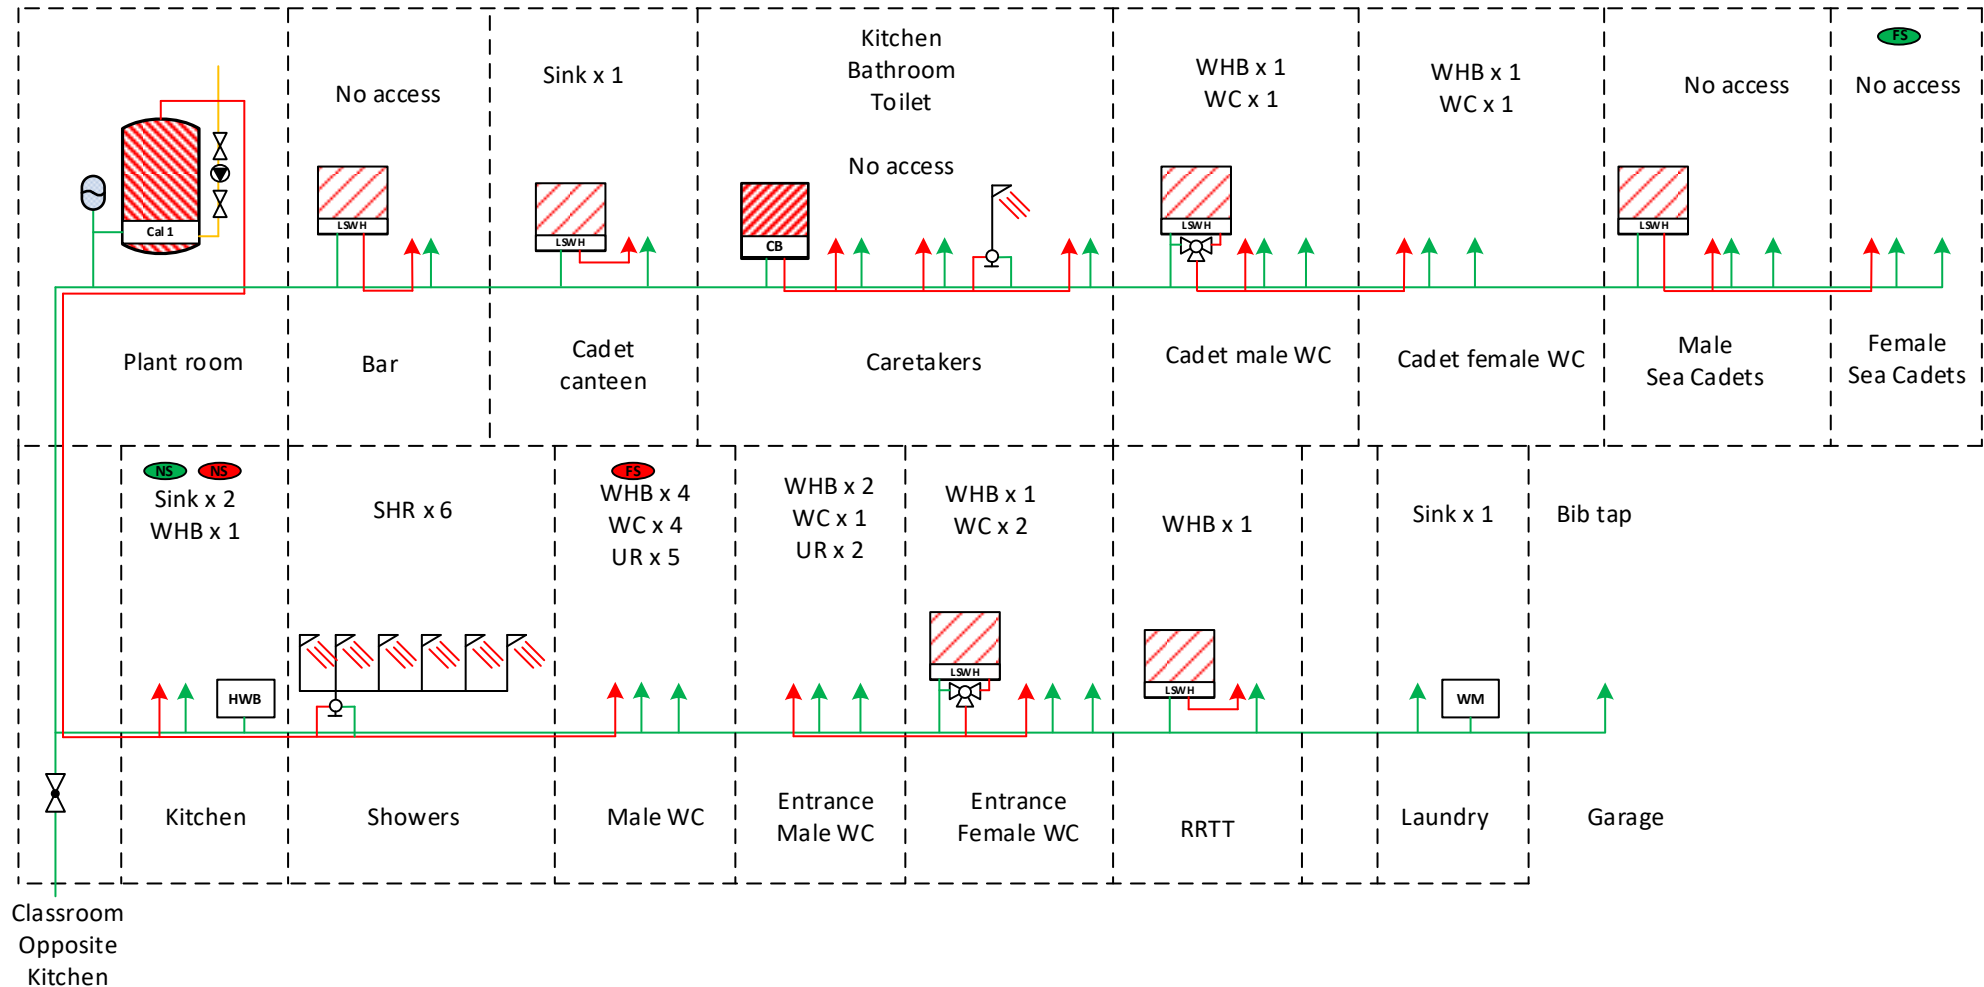 Cal 1
Plant room
No access
LSWH
Bar
Sink x 1
LSWH
Cadet
canteen
Kitchen
Bathroom
Toilet
No access
CB
Caretakers
WHB x 1
WC x 1
LSWH
Cadet male WC
WHB x 1
WC x 1
Cadet female WC
No access
LSWH
Male
Sea Cadets
FS
No access
Female
Sea Cadets
NS NS
Sink x 2
WHB x 1
HWB
Kitchen
SHR x 6
Showers
FS
WHB x 4
WC x 4
UR x 5
Male WC
WHB x 2
WC x 1
UR x 2
Entrance
Male WC
WHB x 1
WC x 2
LSWH
Entrance
Female WC
WHB x 1
LSWH
RRTT
Sink x 1
WM
Laundry
Bib tap
Garage
Classroom
Opposite
Kitchen